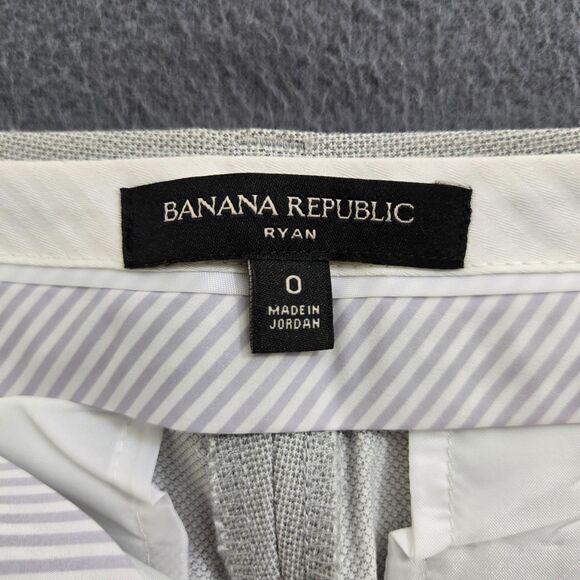 BANANA REPUBLIC
RYAN
0
MADE IN
JORDAN